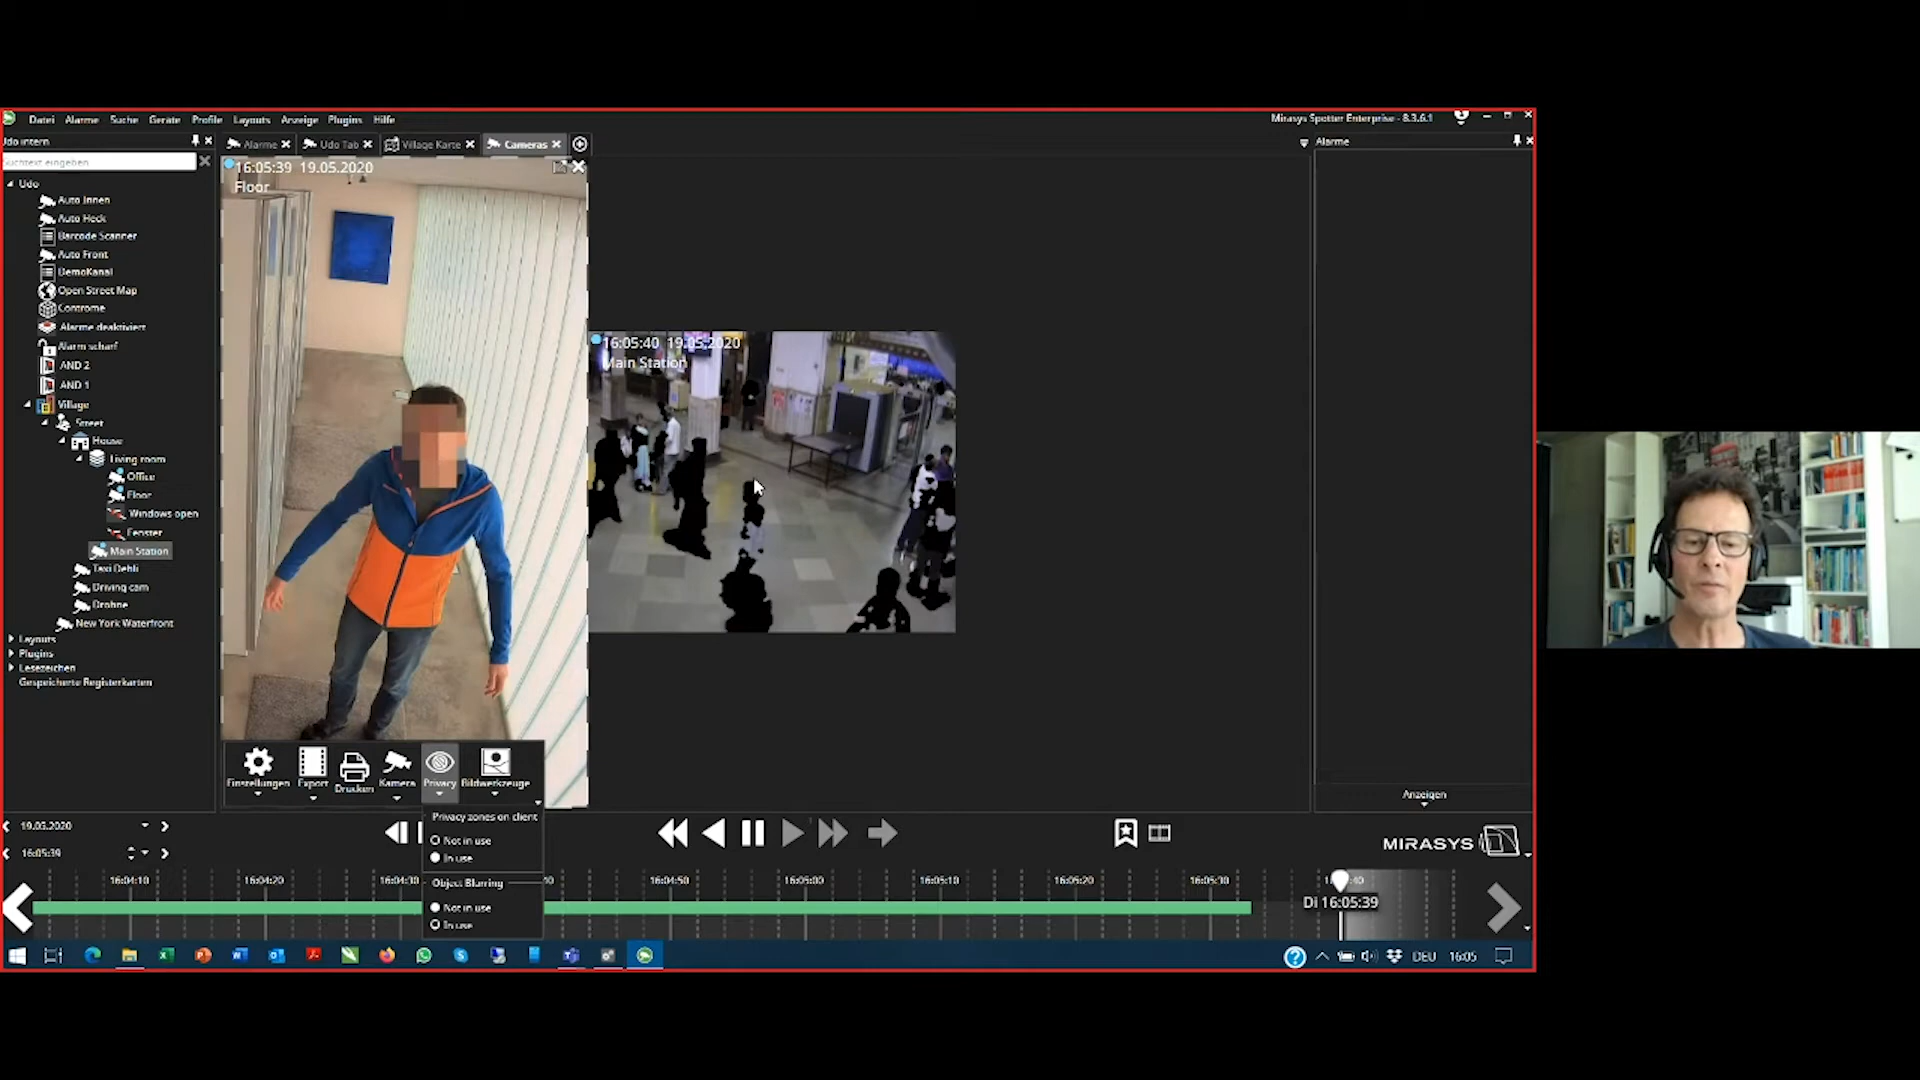 Datei Alarme Suche Geräte Profile Layouts Anzeige Plugins Hilfe
Mirasys Spotter Enterprise - 8.3.6.1
Udo intern
Alarme
Udo Tab
Village Karte
Cameras
Alarme
Suchtext eingeben
16:05:39 19.05.2020
Floor
Udo
Auto Innen
Auto Heck
Barcode Scanner
Auto Front
DemoKanal
Open Street Map
Controme
Alarme deaktiviert
Alarm scharf
AND 2
AND 1
Village
Street
House
Living room
Office
Floor
Windows open
Fenster
Main Station
Taxi Dehli
Driving cam
Drohne
New York Waterfront
Layouts
Plugins
Lesezeichen
Gespeicherte Registerkarten
16:05:40 19.05.2020
Main Station
Einstellungen
Export
Drucken
Kamera
Privacy
Bildwerkzeuge
Privacy zones on client
Not in use
In use
Object Blurring
Not in use
In use
Anzeigen
19.05.2020
16:05:39
MIRASYS
16:04:10
16:04:20
16:04:30
16:04:50
16:05:00
16:05:10
16:05:20
16:05:30
Di 16:05:39
DEU
16:05